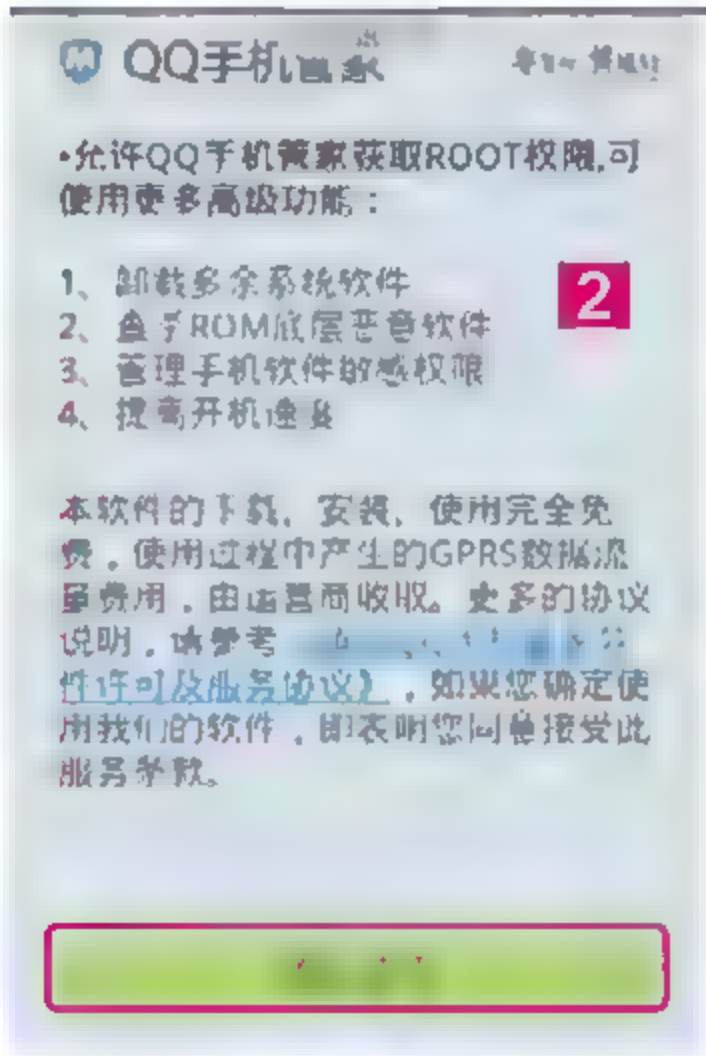 QQ手机管家
•允许QQ手机管家获取ROOT权限,可
使用更多高级功能：
1、卸载多余系统软件
2
2、查杀ROM底层恶意软件
3、管理手机软件敏感权限
4、提高开机速度
本软件的下载、安装、使用完全免
费，使用过程中产生的GPRS数据流
量费用，由运营商收取。更多的协议
说明，请参考
件许可及服务协议》，如果您确定使
用我们的软件，即表明您同意接受此
服务条款。